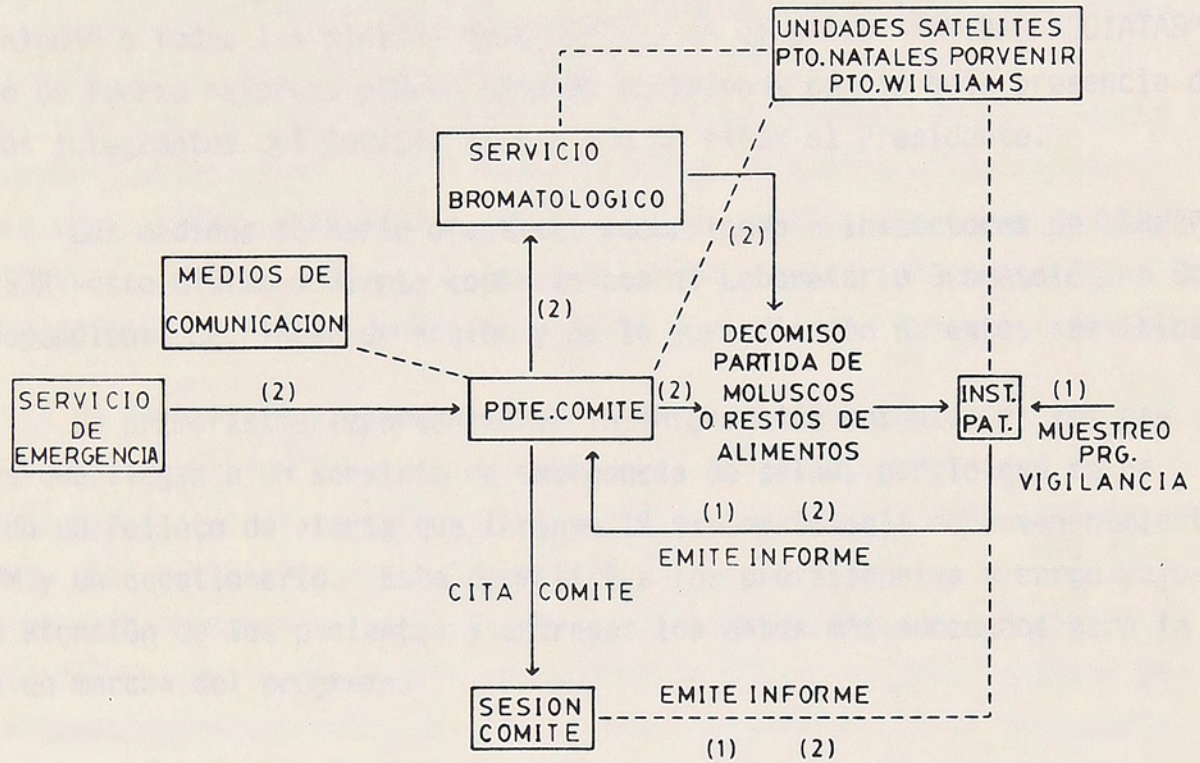 UNIDADES SATELITES
PTO.NATALES PORVENIR
PTO.WILLIAMS
SERVICIO
BROMATOLOGICO
(2)
MEDIOS DE
COMUNICACION
(2)
DECOMISO
PARTIDA DE
MOLUSCOS
O RESTOS DE
ALIMENTOS
SERVICIO
DE
EMERGENCIA
(2)
PDTE.COMITE
(2)
INST.
PAT.
(1)
MUESTREO
PRG.
VIGILANCIA
(1) (2)
EMITE INFORME
CITA COMITE
SESION
COMITE
EMITE INFORME
(1) (2)